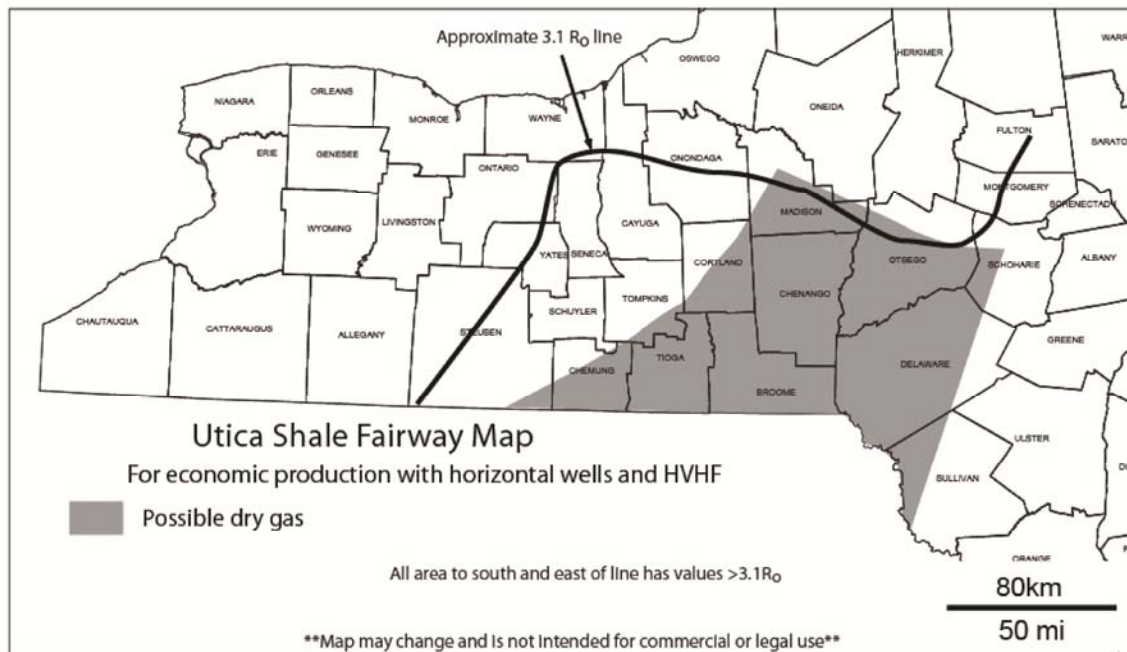 Approximate 3.1 Ro line
OSWEGO
HERKIMER
WARR
NIAGARA
ORLEANS
MONROE
WAYNE
ONEIDA
FULTON
SARATO
ERIE
GENESEE
ONTARIO
ONONDAGA
MADISON
MONTGOMERY
SCHENECTADY
WYOMING
LIVINGSTON
CAYUGA
YATES
SENECA
CORTLAND
OTSEGO
SCHOHARIE
ALBANY
CHENANGO
CHAUTAUQUA
CATTARAUGUS
ALLEGANY
STEUBEN
SCHUYLER
TOMPKINS
GREENE
CHEMUNG
TIOGA
BROOME
DELAWARE
Utica Shale Fairway Map
ULSTER
For economic production with horizontal wells and HVHF
SULLIVAN
Possible dry gas
ORANGE
All area to south and east of line has values >3.1Ro
80km
50 mi
**Map may change and is not intended for commercial or legal use**